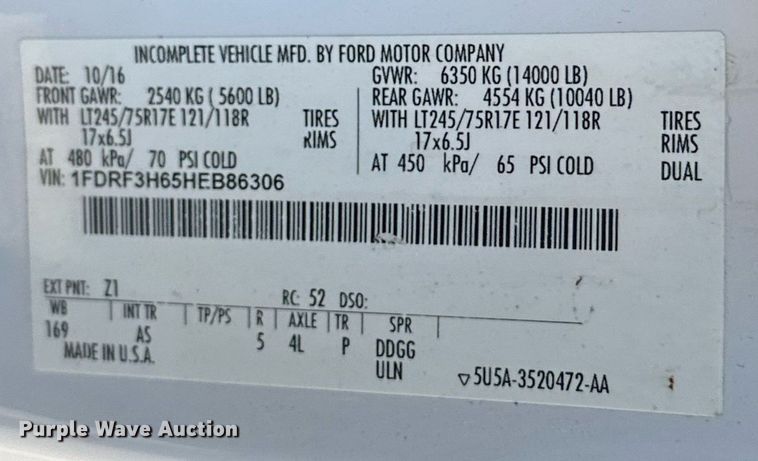 INCOMPLETE VEHICLE MFD. BY FORD MOTOR COMPANY
DATE: 10/16 GVWR: 6350 KG (14000 LB)
FRONT GAWR: 2540 KG ( 5600 LB) REAR GAWR: 4554 KG (10040 LB)
WITH LT245/75R17E 121/118R TIRES WITH LT245/75R17E 121/118R TIRES
17x6.5J RIMS 17x6.5J RIMS
AT 480 kPa/ 70 PSI COLD AT 450 kPa/ 65 PSI COLD DUAL
VIN: 1FDRF3H65HEB86306
EXT PNT: Z1 RC: 52 DSO:
WB INT TR TP/PS R AXLE TR SPR
169 AS 5 4L P DDGG
MADE IN U.S.A. ULN
▽5U5A-3520472-AA
Purple Wave Auction